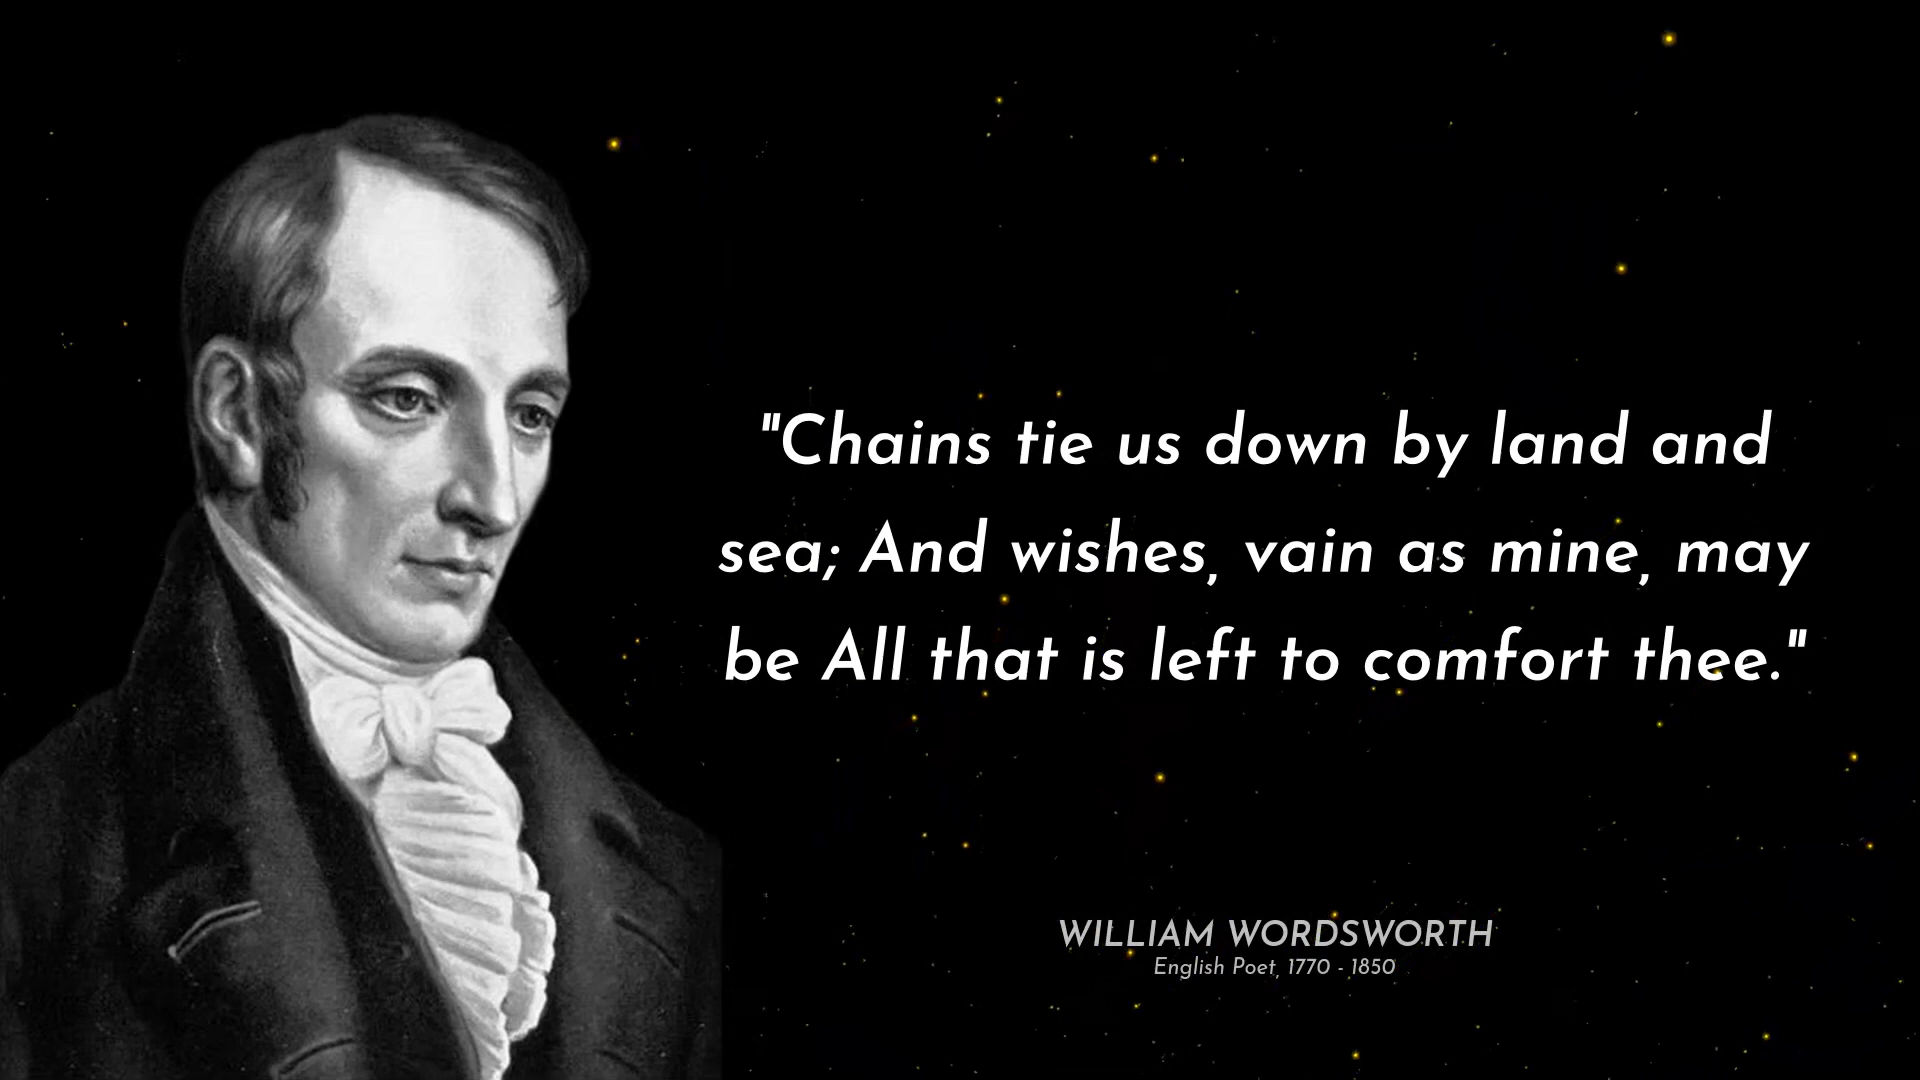 "Chains tie us down by land and
sea; And wishes, vain as mine, may
be All that is left to comfort thee."
WILLIAM WORDSWORTH
English Poet, 1770 - 1850